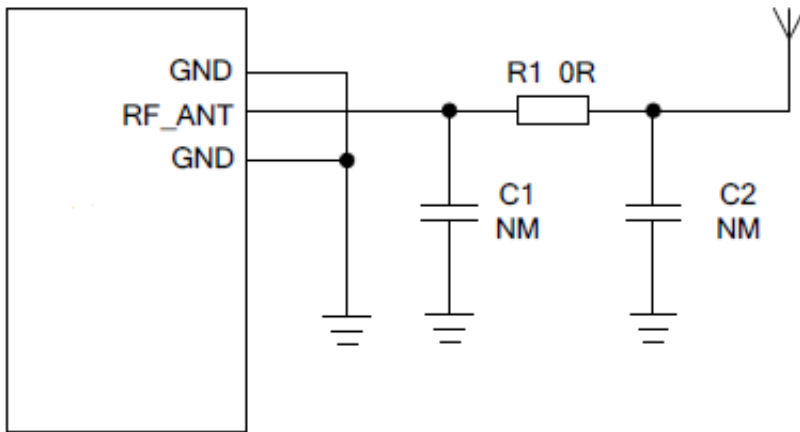 GND
RF_ANT
GND
R1 0R
C1
NM
C2
NM